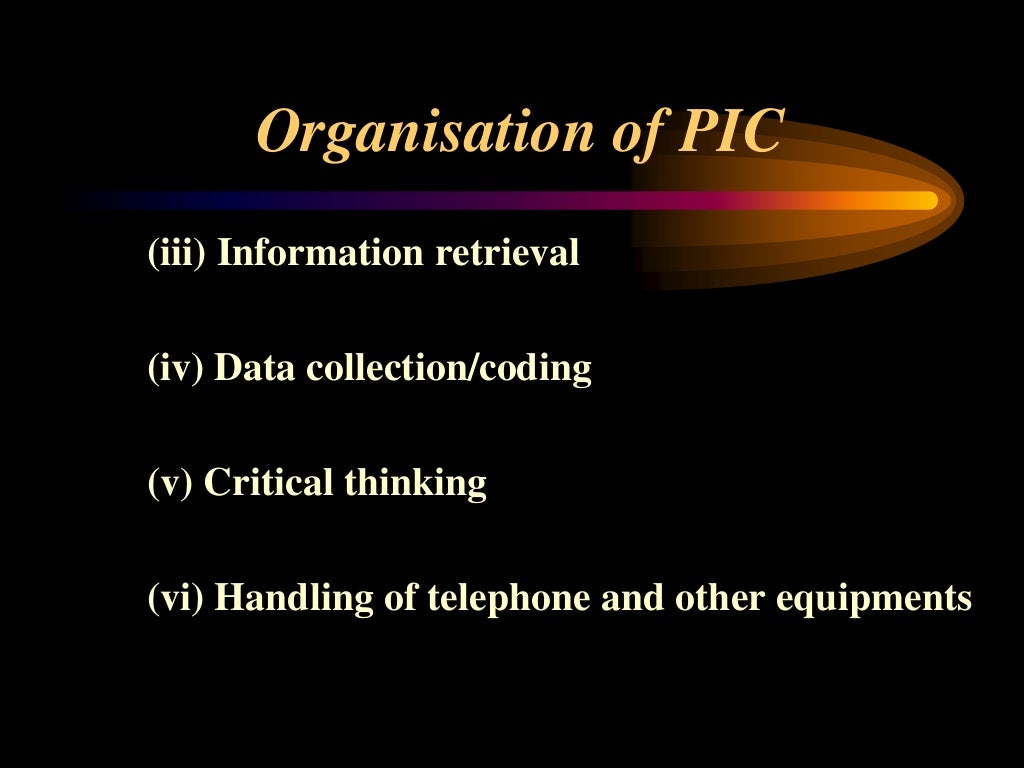 Organisation of PIC
(iii) Information retrieval
(iv) Data collection/coding
(v) Critical thinking
(vi) Handling of telephone and other equipments